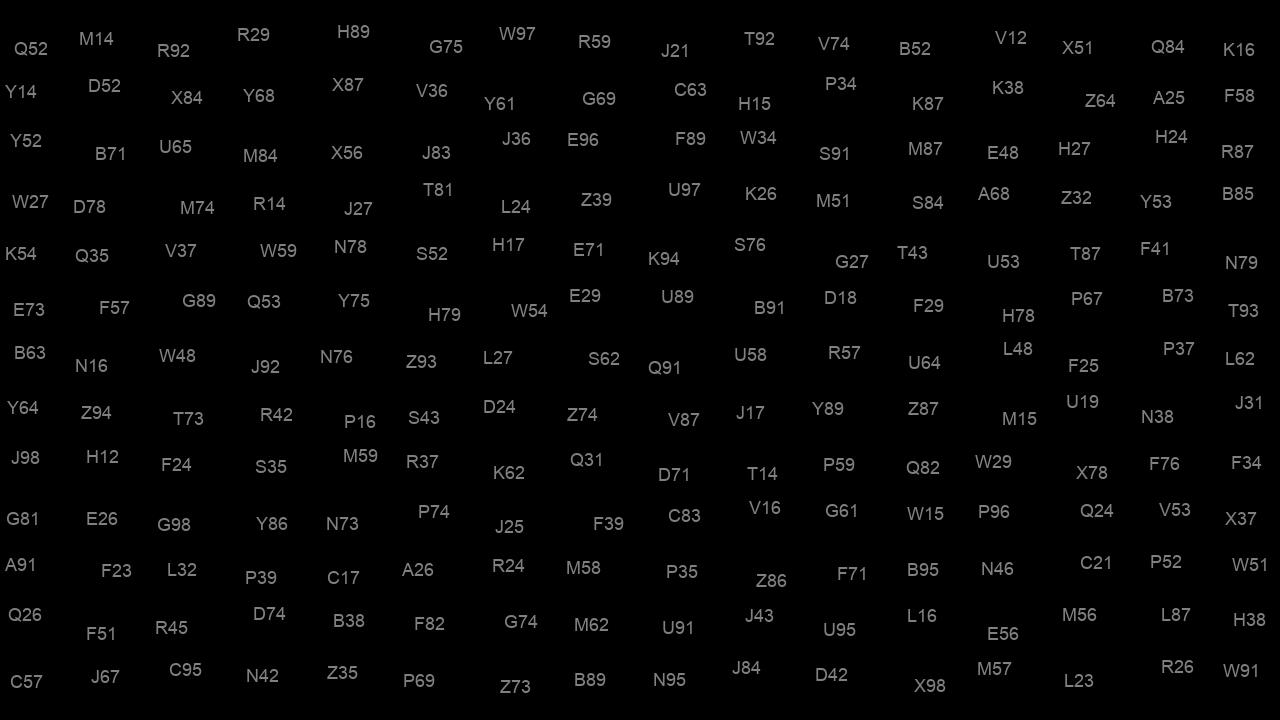 Q52 M14 R92 R29 H89 G75 W97 R59 J21 T92 V74 B52 V12 X51 Q84 K16
Y14 D52 X84 Y68 X87 V36 Y61 G69 C63 H15 P34 K87 K38 Z64 A25 F58
Y52 B71 U65 M84 X56 J83 J36 E96 F89 W34 S91 M87 E48 H27 H24 R87
W27 D78 M74 R14 J27 T81 L24 Z39 U97 K26 M51 S84 A68 Z32 Y53 B85
K54 Q35 V37 W59 N78 S52 H17 E71 K94 S76 G27 T43 U53 T87 F41 N79
E73 F57 G89 Q53 Y75 H79 W54 E29 U89 B91 D18 F29 H78 P67 B73 T93
B63 N16 W48 J92 N76 Z93 L27 S62 Q91 U58 R57 U64 L48 F25 P37 L62
Y64 Z94 T73 R42 P16 S43 D24 Z74 V87 J17 Y89 Z87 M15 U19 N38 J31
J98 H12 F24 S35 M59 R37 K62 Q31 D71 T14 P59 Q82 W29 X78 F76 F34
G81 E26 G98 Y86 N73 P74 J25 F39 C83 V16 G61 W15 P96 Q24 V53 X37
A91 F23 L32 P39 C17 A26 R24 M58 P35 Z86 F71 B95 N46 C21 P52 W51
Q26 F51 R45 D74 B38 F82 G74 M62 U91 J43 U95 L16 E56 M56 L87 H38
C57 J67 C95 N42 Z35 P69 Z73 B89 N95 J84 D42 X98 M57 L23 R26 W91